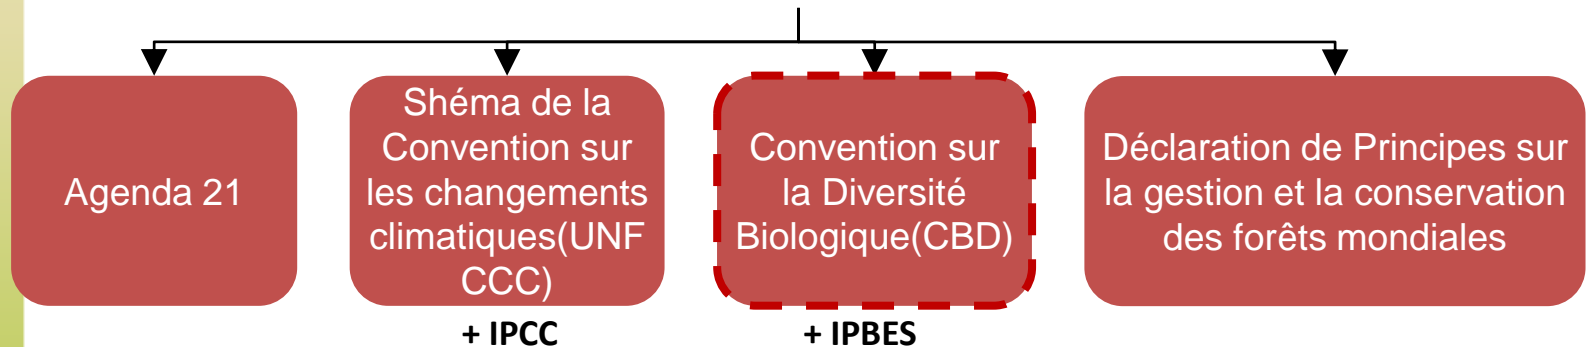 Agenda 21
Shéma de la
Convention sur
les changements
climatiques(UNF
CCC)
+ IPCC
Convention sur
la Diversité
Biologique(CBD)
+ IPBES
Déclaration de Principes sur
la gestion et la conservation
des forêts mondiales